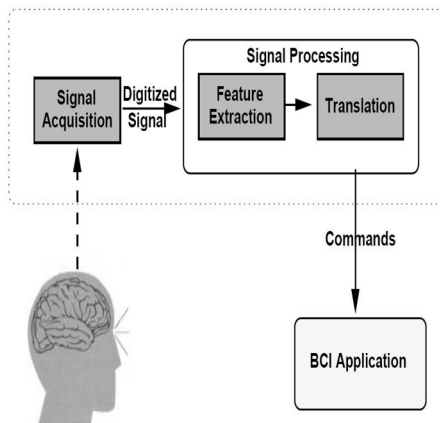 Signal Processing
Signal
Acquisition
Digitized
Signal
Feature
Extraction
Translation
Commands
BCI Application